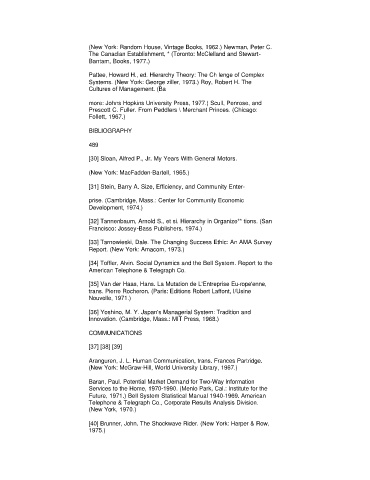 (New York: Random House, Vintage Books, 1962.) Newman, Peter C.
The Canadian Establishment, * (Toronto: McClelland and Stewart-
Bantam, Books, 1977.)
Pattee, Howard H., ed. Hierarchy Theory: The Ch lenge of Complex
Systems. (New York: George ziller, 1973.) Roy, Robert H. The
Cultures of Management. (Ba
more: Johns Hopkins University Press, 1977.) Scull, Penrose, and
Prescott C. Fuller. From Peddlers \ Merchant Princes. (Chicago:
Follett, 1967.)
BIBLIOGRAPHY
489
[30] Sloan, Alfred P., Jr. My Years With General Motors.
(New York: MacFadden-Bartell, 1965.)
[31] Stein, Barry A. Size, Efficiency, and Community Enter-
prise. (Cambridge, Mass.: Center for Community Economic
Development, 1974.)
[32] Tannenbaum, Arnold S., et si. Hierarchy in Organize'" tions. (San
Francisco: Jossey-Bass Publishers, 1974.)
[33] Tarnowieski, Dale. The Changing Success Ethic: An AMA Survey
Report. (New York: Amacom, 1973.)
[34] Toffler, Alvin. Social Dynamics and the Bell System. Report to the
American Telephone & Telegraph Co.
[35] Van der Haas, Hans. La Mutation de L'Entreprise Eu-rope'enne,
trans. Pierre Rocheron. (Paris: Editions Robert Laffont, I/Usine
Nouvelle, 1971.)
[36] Yoshino, M. Y. Japan's Managerial System: Tradition and
Innovation. (Cambridge, Mass.: MIT Press, 1968.)
COMMUNICATIONS
[37] [38] [39]
Aranguren, J. L. Human Communication, trans. Frances Partridge.
(New York: McGraw-Hill, World University Library, 1967.)
Baran, Paul. Potential Market Demand for Two-Way Information
Services to the Home, 1970-1990. (Menlo Park, Cal.: Institute for the
Future, 1971.) Bell System Statistical Manual 1940-1969. American
Telephone & Telegraph Co., Corporate Results Analysis Division.
(New York, 1970.)
[40] Brunner, John, The Shockwave Rider. (New York: Harper & Row,
1975.)